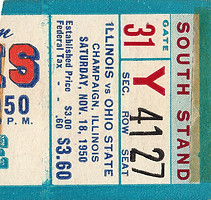 IS
50
P.M.
ILLINOIS vs OHIO STATE
CHAMPAIGN, ILLINOIS
SATURDAY, NOV. 18, 1950
Established Price - $3.00
Federal Tax - - - .60
$3.60
GATE
31
SEC. ROW SEAT
Y 41 27
SOUTH STAND